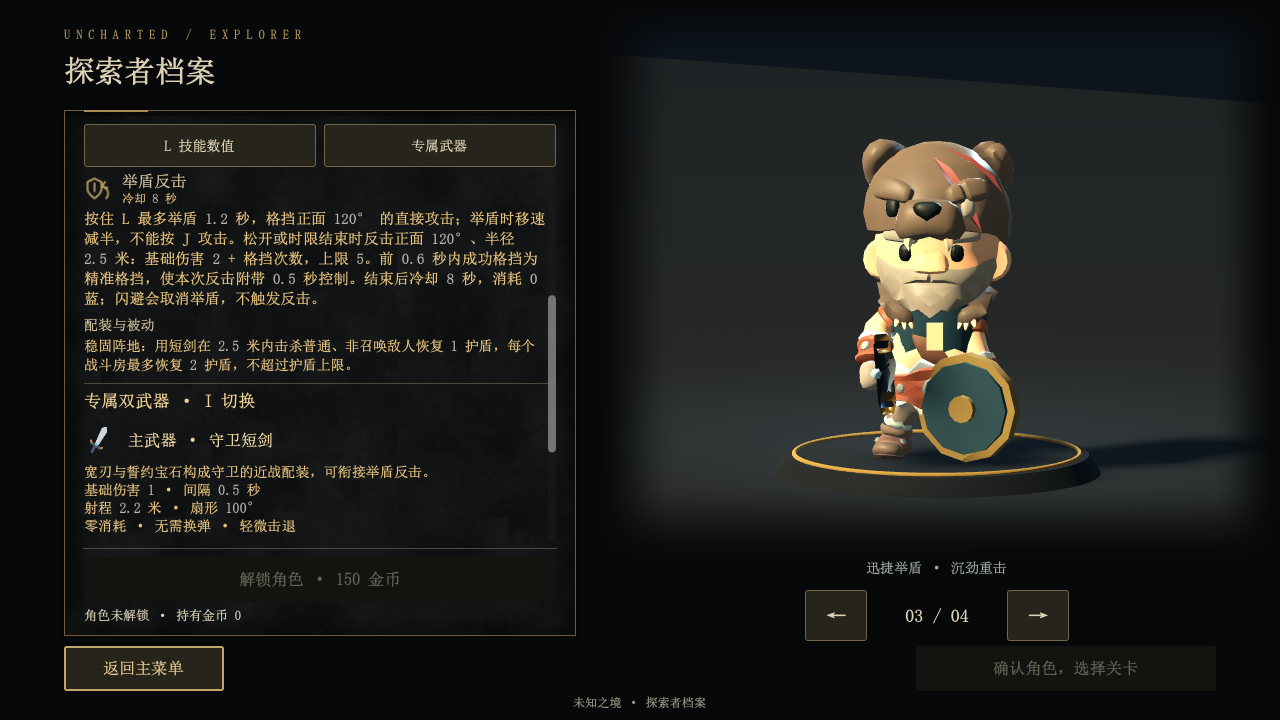 UNCHARTED / EXPLORER
探索者档案
L 技能数值
专属武器
举盾反击
冷却 8 秒
按住 L 最多举盾 1.2 秒，格挡正面 120° 的直接攻击；举盾时移速
减半，不能按 J 攻击。松开或时限结束时反击正面 120°、半径
2.5 米：基础伤害 2 + 格挡次数，上限 5。前 0.6 秒内成功格挡为
精准格挡，使本次反击附带 0.5 秒控制。结束后冷却 8 秒，消耗 0
蓝；闪避会取消举盾，不触发反击。
配装与被动
稳固阵地：用短剑在 2.5 米内击杀普通、非召唤敌人恢复 1 护盾，每个
战斗房最多恢复 2 护盾，不超过护盾上限。
专属双武器 • I 切换
主武器 • 守卫短剑
宽刃与誓约宝石构成守卫的近战配装，可衔接举盾反击。
基础伤害 1 • 间隔 0.5 秒
射程 2.2 米 • 扇形 100°
零消耗 • 无需换弹 • 轻微击退
解锁角色 • 150 金币
角色未解锁 • 持有金币 0
返回主菜单
迅捷举盾 • 沉劲重击
← 03 / 04 →
确认角色，选择关卡
未知之境 • 探索者档案